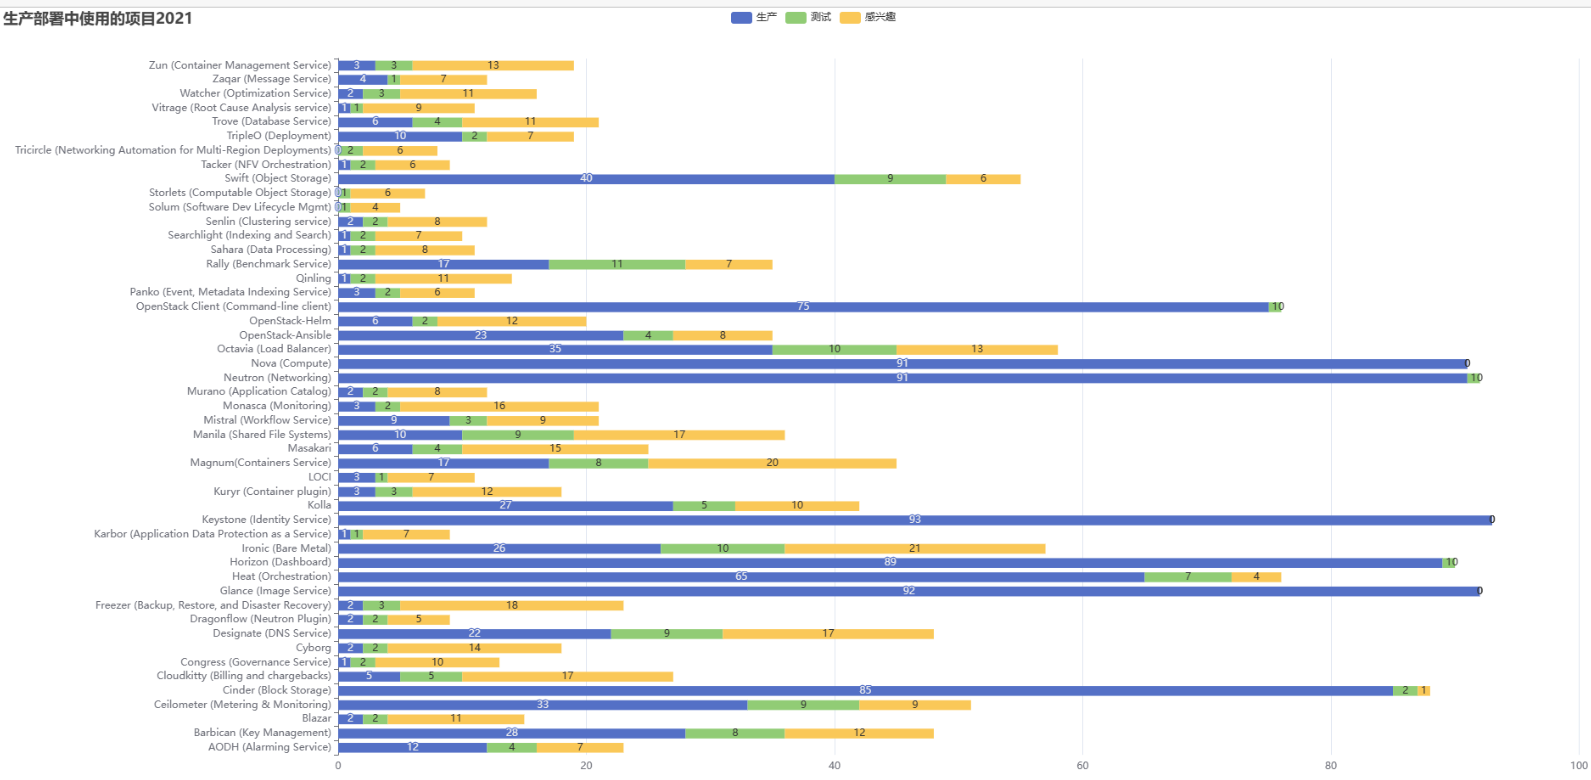 生产部署中使用的项目2021
生产 测试 感兴趣
Zun (Container Management Service) 3 3 13
Zaqar (Message Service) 4 1 7
Watcher (Optimization Service) 2 3 11
Vitrage (Root Cause Analysis service) 1 1 9
Trove (Database Service) 6 4 11
TripleO (Deployment) 10 2 7
Tricircle (Networking Automation for Multi-Region Deployments) 0 2 6
Tacker (NFV Orchestration) 1 2 6
Swift (Object Storage) 40 9 6
Storlets (Computable Object Storage) 0 1 6
Solum (Software Dev Lifecycle Mgmt) 0 1 4
Senlin (Clustering service) 2 2 8
Searchlight (Indexing and Search) 1 2 7
Sahara (Data Processing) 1 2 8
Rally (Benchmark Service) 17 11 7
Qinling 1 2 11
Panko (Event, Metadata Indexing Service) 3 2 6
OpenStack Client (Command-line client) 75 1 0
OpenStack-Helm 6 2 12
OpenStack-Ansible 23 4 8
Octavia (Load Balancer) 35 10 13
Nova (Compute) 91 0
Neutron (Networking) 91 1 0
Murano (Application Catalog) 2 2 8
Monasca (Monitoring) 3 2 16
Mistral (Workflow Service) 9 3 9
Manila (Shared File Systems) 10 9 17
Masakari 6 4 15
Magnum(Containers Service) 17 8 20
LOCI 3 1 7
Kuryr (Container plugin) 3 3 12
Kolla 27 5 10
Keystone (Identity Service) 93 0
Karbor (Application Data Protection as a Service) 1 1 7
Ironic (Bare Metal) 26 10 21
Horizon (Dashboard) 89 1 0
Heat (Orchestration) 65 7 4
Glance (Image Service) 92 0
Freezer (Backup, Restore, and Disaster Recovery) 2 3 18
Dragonflow (Neutron Plugin) 2 2 5
Designate (DNS Service) 22 9 17
Cyborg 2 2 14
Congress (Governance Service) 1 2 10
Cloudkitty (Billing and chargebacks) 5 5 17
Cinder (Block Storage) 85 2 1
Ceilometer (Metering & Monitoring) 33 9 9
Blazar 2 2 11
Barbican (Key Management) 28 8 12
AODH (Alarming Service) 12 4 7
0 20 40 60 80 100